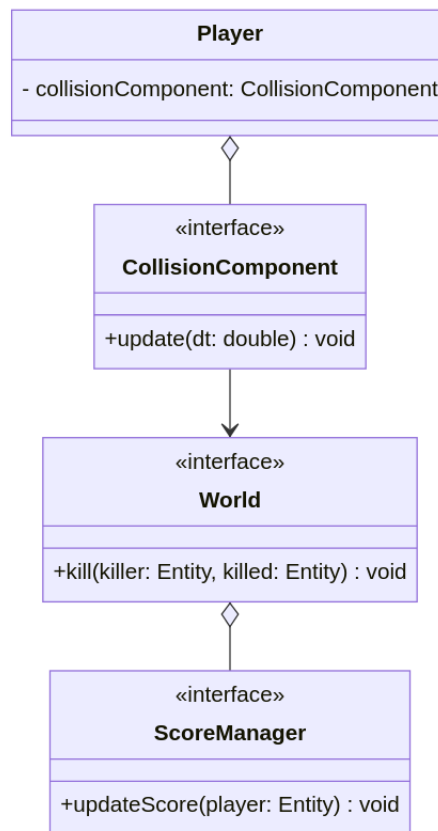 Player
- collisionComponent: CollisionComponent
«interface»
CollisionComponent
+update(dt: double) : void
«interface»
World
+kill(killer: Entity, killed: Entity) : void
«interface»
ScoreManager
+updateScore(player: Entity) : void